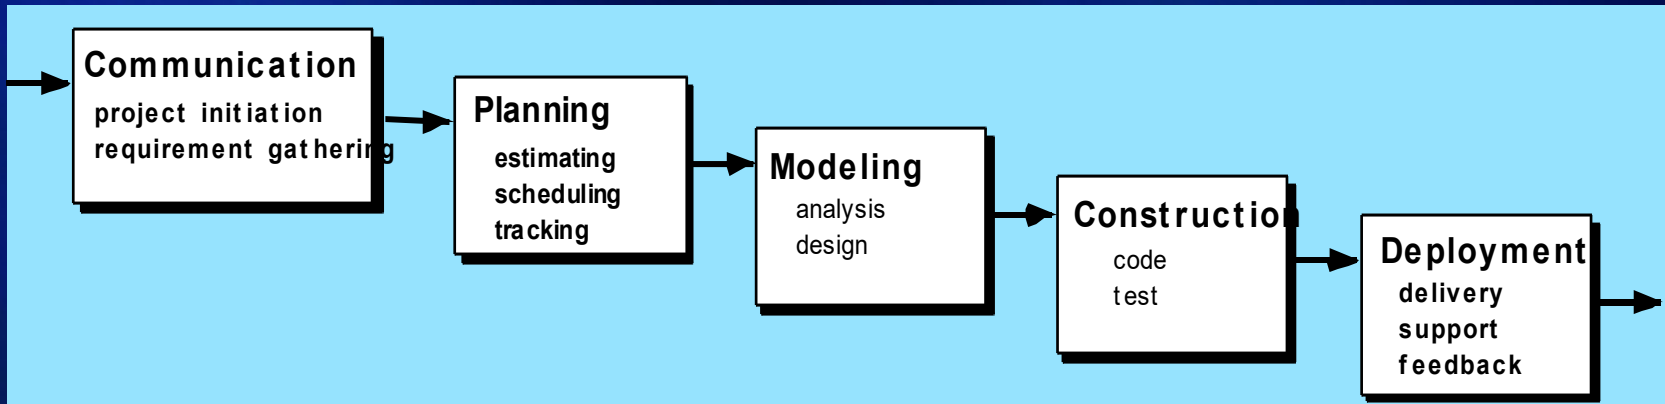 Communication
project initiation
requirement gathering
Planning
estimating
scheduling
tracking
Modeling
analysis
design
Construction
code
test
Deployment
delivery
support
feedback